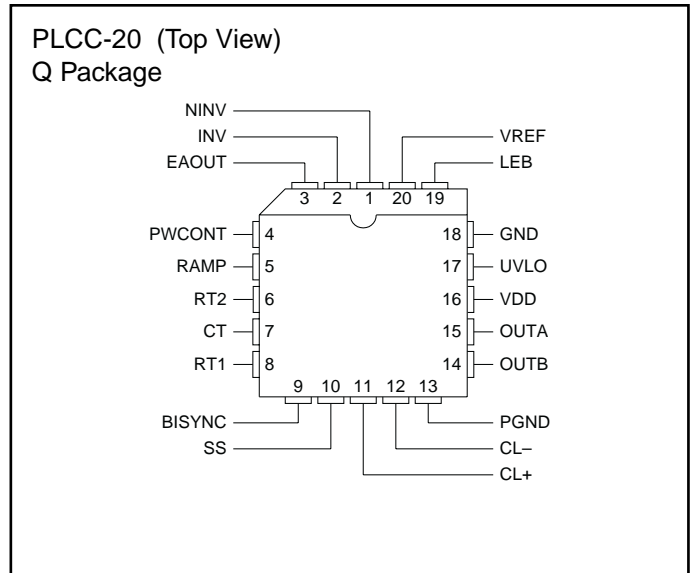 PLCC-20 (Top View)
Q Package
NINV
INV
EAOUT
VREF
LEB
3 2 1 20 19
PWCONT 4
RAMP 5
RT2 6
CT 7
RT1 8
18 GND
17 UVLO
16 VDD
15 OUTA
14 OUTB
9 10 11 12 13
BISYNC
SS
PGND
CL–
CL+